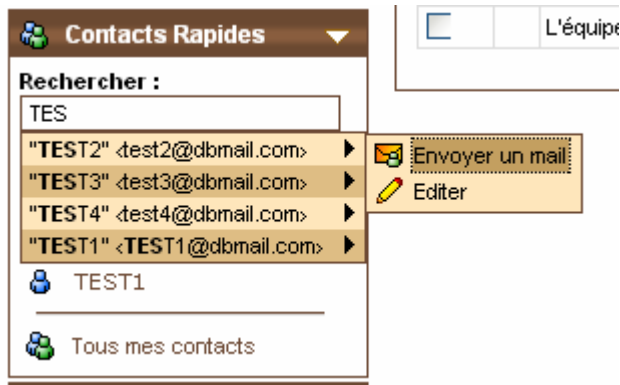 Contacts Rapides
L'équipe
Rechercher :
TES
"TEST2" <test2@dbmail.com>
"TEST3" <test3@dbmail.com>
"TEST4" <test4@dbmail.com>
"TEST1" <TEST1@dbmail.com>
Envoyer un mail
Editer
TEST1
Tous mes contacts